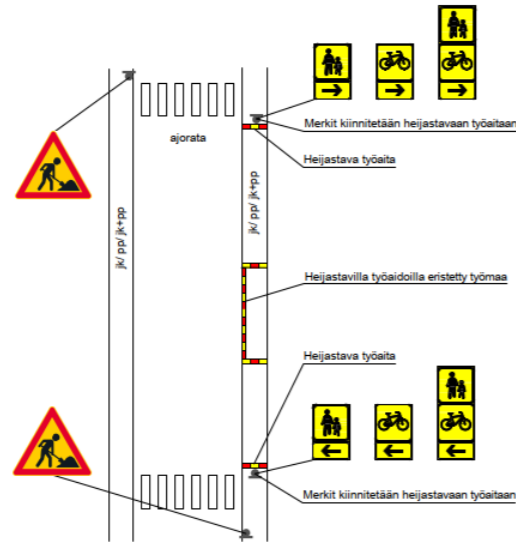 Merkit kiinnitetään heijastavaan työaitaan
ajorata
Heijastava työaita
jk/ pp/ jk+pp
jk/ pp/ jk+pp
Heijastavilla työaidoilla eristetty työmaa
Heijastava työaita
Merkit kiinnitetään heijastavaan työaitaan